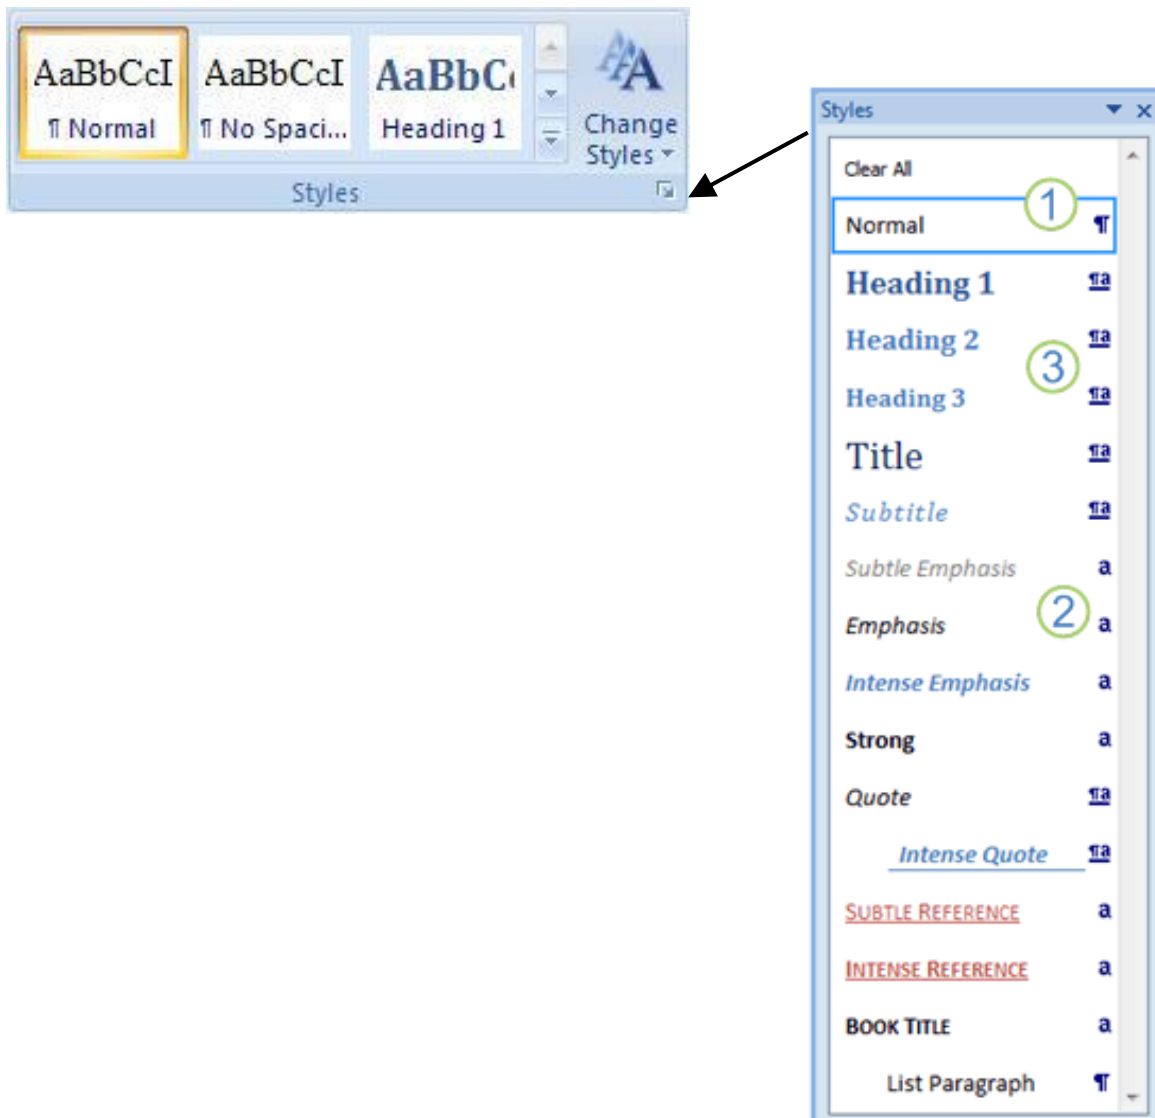 AaBbCcI AaBbCcI AaBbC
¶ Normal ¶ No Spaci... Heading 1 Change
Styles
Styles
Styles
Clear All
1
Normal ¶
Heading 1 ¶a
Heading 2 ¶a
3
Heading 3 ¶a
Title ¶a
Subtitle ¶a
Subtle Emphasis a
2
Emphasis a
Intense Emphasis a
Strong a
Quote ¶a
Intense Quote ¶a
SUBTLE REFERENCE a
INTENSE REFERENCE a
BOOK TITLE a
List Paragraph ¶